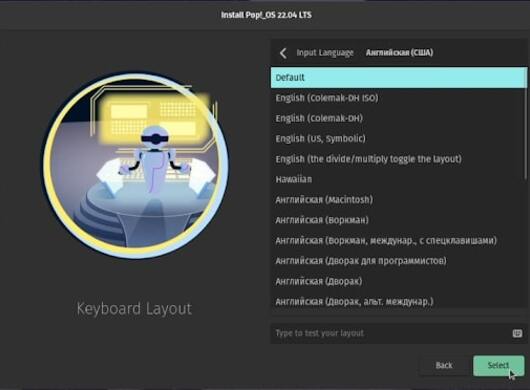 Install Pop!_OS 22.04 LTS
Input Language
Английская (США)
Default
English (Colemak-DH ISO)
English (Colemak-DH)
English (US, Symbolic)
English (the divide/multiply toggle the layout)
Hawaiian
Английская (Macintosh)
Английская (Воркман)
Английская (Воркман, междунар., с спецклавишами)
Английская (Дворак для программистов)
Английская (Дворак)
Английская (Дворак, альт. междунар.)
Keyboard Layout
Type to test your layout
Back
Select